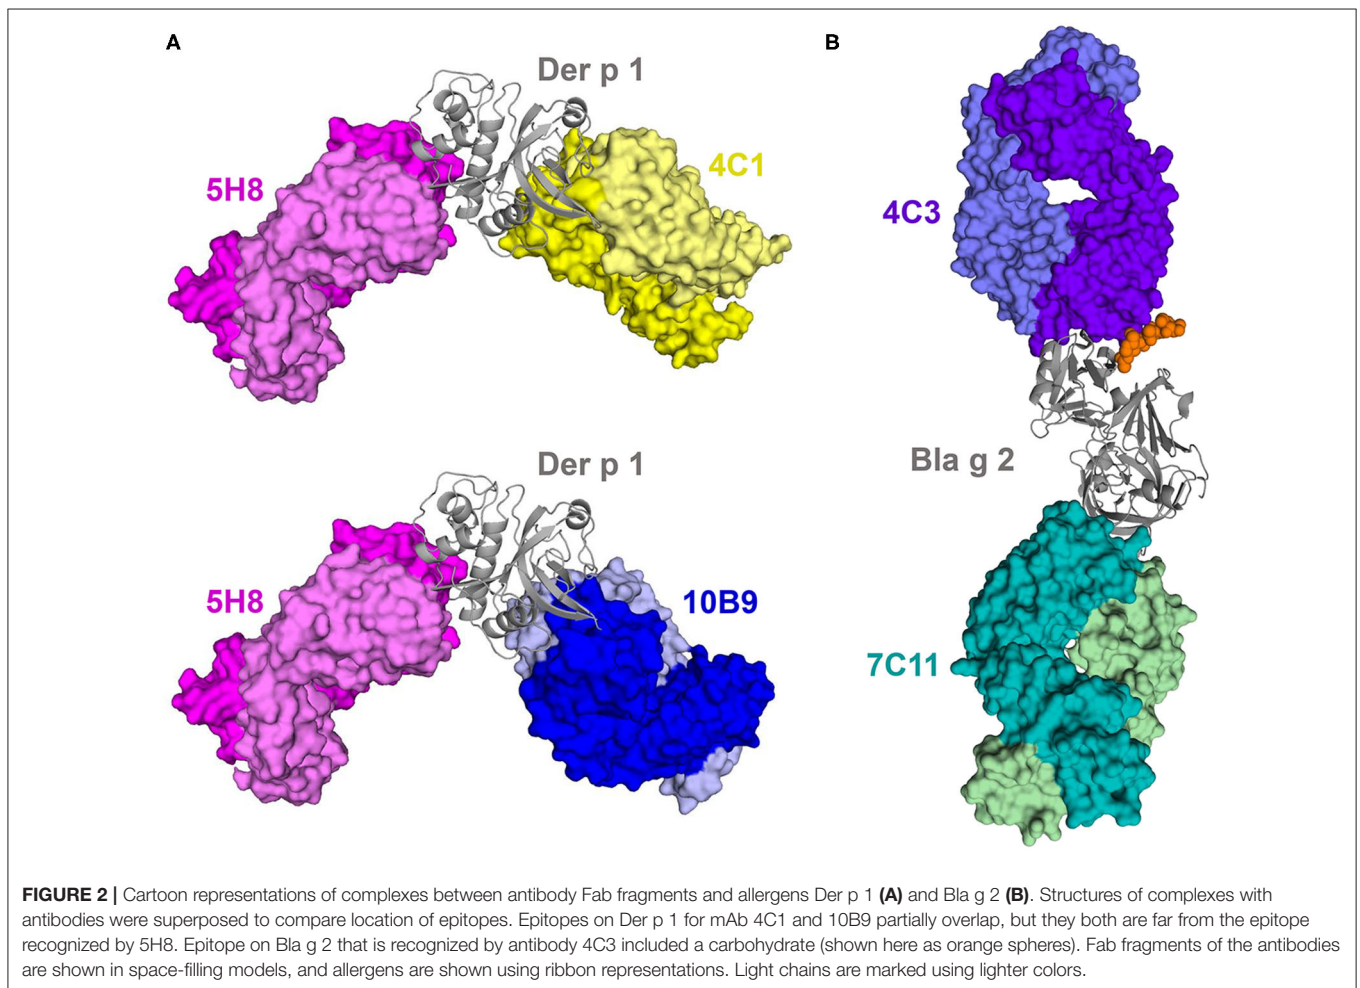 A
Der p 1
5H8
4C1
Der p 1
5H8
10B9
B
4C3
Bla g 2
7C11
FIGURE 2 | Cartoon representations of complexes between antibody Fab fragments and allergens Der p 1 (A) and Bla g 2 (B). Structures of complexes with
antibodies were superposed to compare location of epitopes. Epitopes on Der p 1 for mAb 4C1 and 10B9 partially overlap, but they both are far from the epitope
recognized by 5H8. Epitope on Bla g 2 that is recognized by antibody 4C3 included a carbohydrate (shown here as orange spheres). Fab fragments of the antibodies
are shown in space-filling models, and allergens are shown using ribbon representations. Light chains are marked using lighter colors.